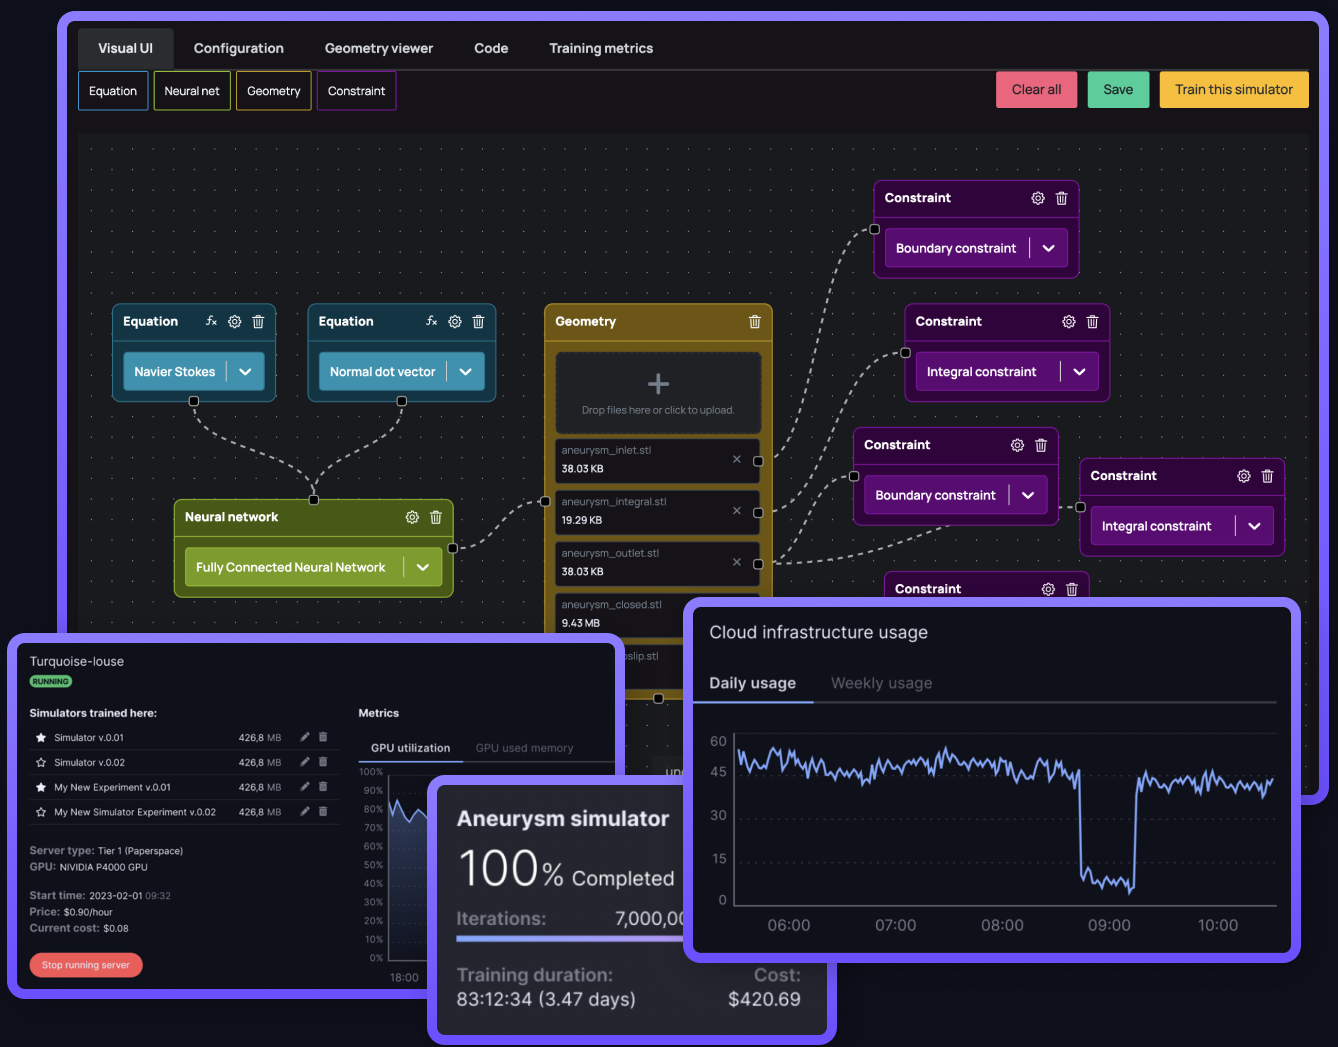 Visual UI
Configuration
Geometry viewer
Code
Training metrics
Equation
Neural net
Geometry
Constraint
Clear all
Save
Train this simulator
Constraint
Boundary constraint
Equation
fx
Navier Stokes
Equation
fx
Normal dot vector
Geometry
Drop files here or click to upload.
aneurysm_inlet.stl
38.03 KB
aneurysm_integral.stl
19.29 KB
aneurysm_outlet.stl
38.03 KB
aneurysm_closed.stl
9.43 MB
Constraint
Integral constraint
Constraint
Boundary constraint
Constraint
Integral constraint
Constraint
Neural network
Fully Connected Neural Network
Turquoise-louse
RUNNING
Simulators trained here:
Simulator v.0.01 426,8 MB
Simulator v.0.02 426,8 MB
My New Experiment v.0.01 426,8 MB
My New Simulator Experiment v.0.02 426,8 MB
Server type: Tier 1 (Paperspace)
GPU: NVIDIA P4000 GPU
Start time: 2023-02-01 09:32
Price: $0.90/hour
Current cost: $0.08
Stop running server
Metrics
GPU utilization
GPU used memory
100%
90%
80%
70%
60%
50%
40%
30%
20%
10%
0%
18:00
Aneurysm simulator
100% Completed
Iterations: 7,000,00
Training duration: Cost:
83:12:34 (3.47 days) $420.69
Cloud infrastructure usage
Daily usage
Weekly usage
60
45
30
15
0
06:00 07:00 08:00 09:00 10:00